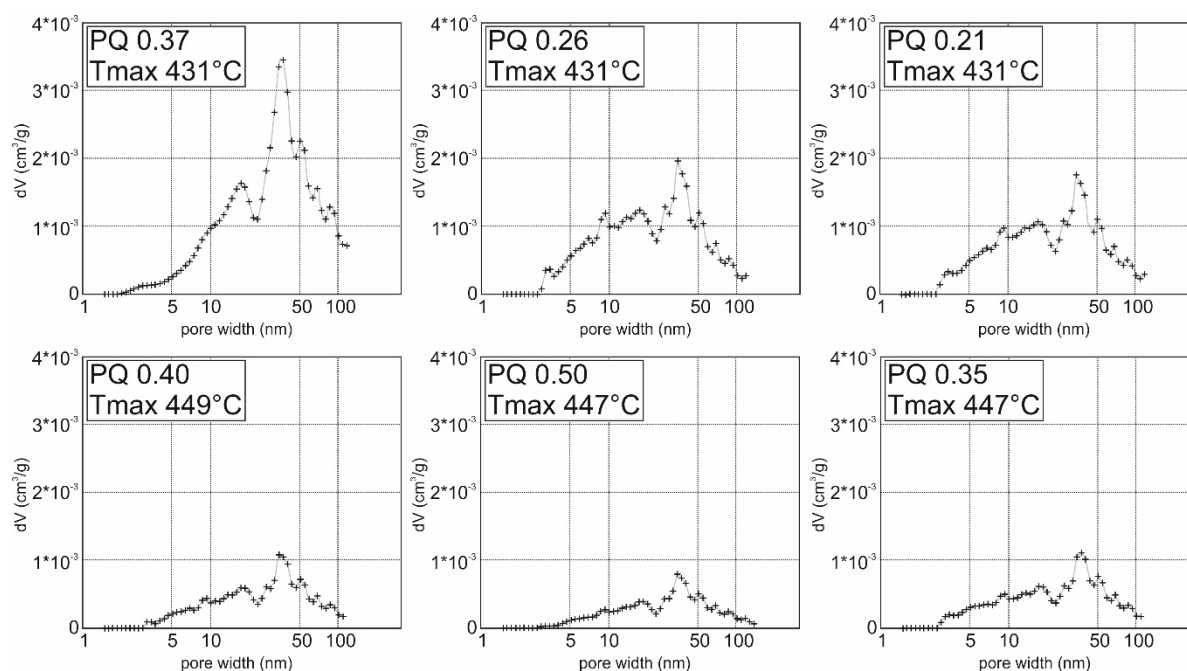 PQ 0.37
Tmax 431°C
4*10-3
3*10-3
2*10-3
1*10-3
0
dV (cm³/g)
1 5 10 50 100
pore width (nm)
PQ 0.26
Tmax 431°C
4*10-3
3*10-3
2*10-3
1*10-3
0
dV (cm³/g)
1 5 10 50 100
pore width (nm)
PQ 0.21
Tmax 431°C
4*10-3
3*10-3
2*10-3
1*10-3
0
dV (cm³/g)
1 5 10 50 100
pore width (nm)
PQ 0.40
Tmax 449°C
4*10-3
3*10-3
2*10-3
1*10-3
0
dV (cm³/g)
1 5 10 50 100
pore width (nm)
PQ 0.50
Tmax 447°C
4*10-3
3*10-3
2*10-3
1*10-3
0
dV (cm³/g)
1 5 10 50 100
pore width (nm)
PQ 0.35
Tmax 447°C
4*10-3
3*10-3
2*10-3
1*10-3
0
dV (cm³/g)
1 5 10 50 100
pore width (nm)